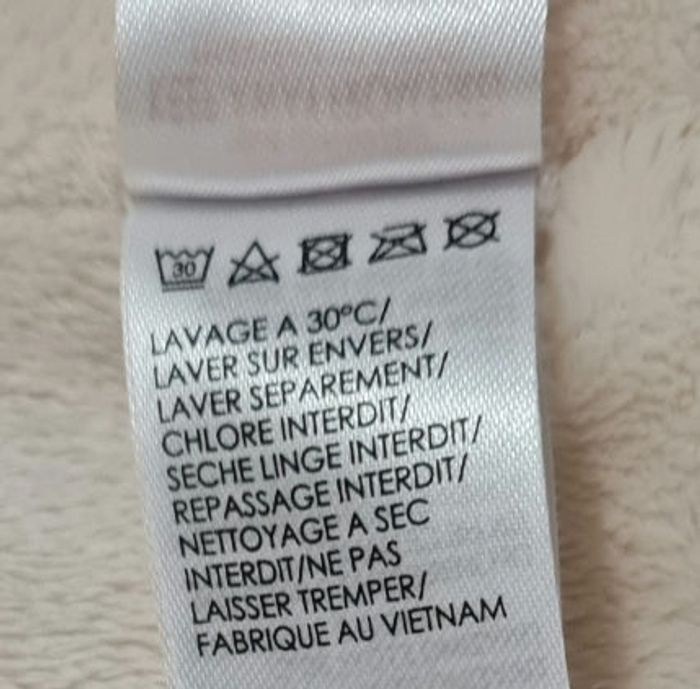 30
LAVAGE A 30°C/
LAVER SUR ENVERS/
LAVER SEPAREMENT/
CHLORE INTERDIT/
SECHE LINGE INTERDIT/
REPASSAGE INTERDIT/
NETTOYAGE A SEC
INTERDIT/NE PAS
LAISSER TREMPER/
FABRIQUE AU VIETNAM